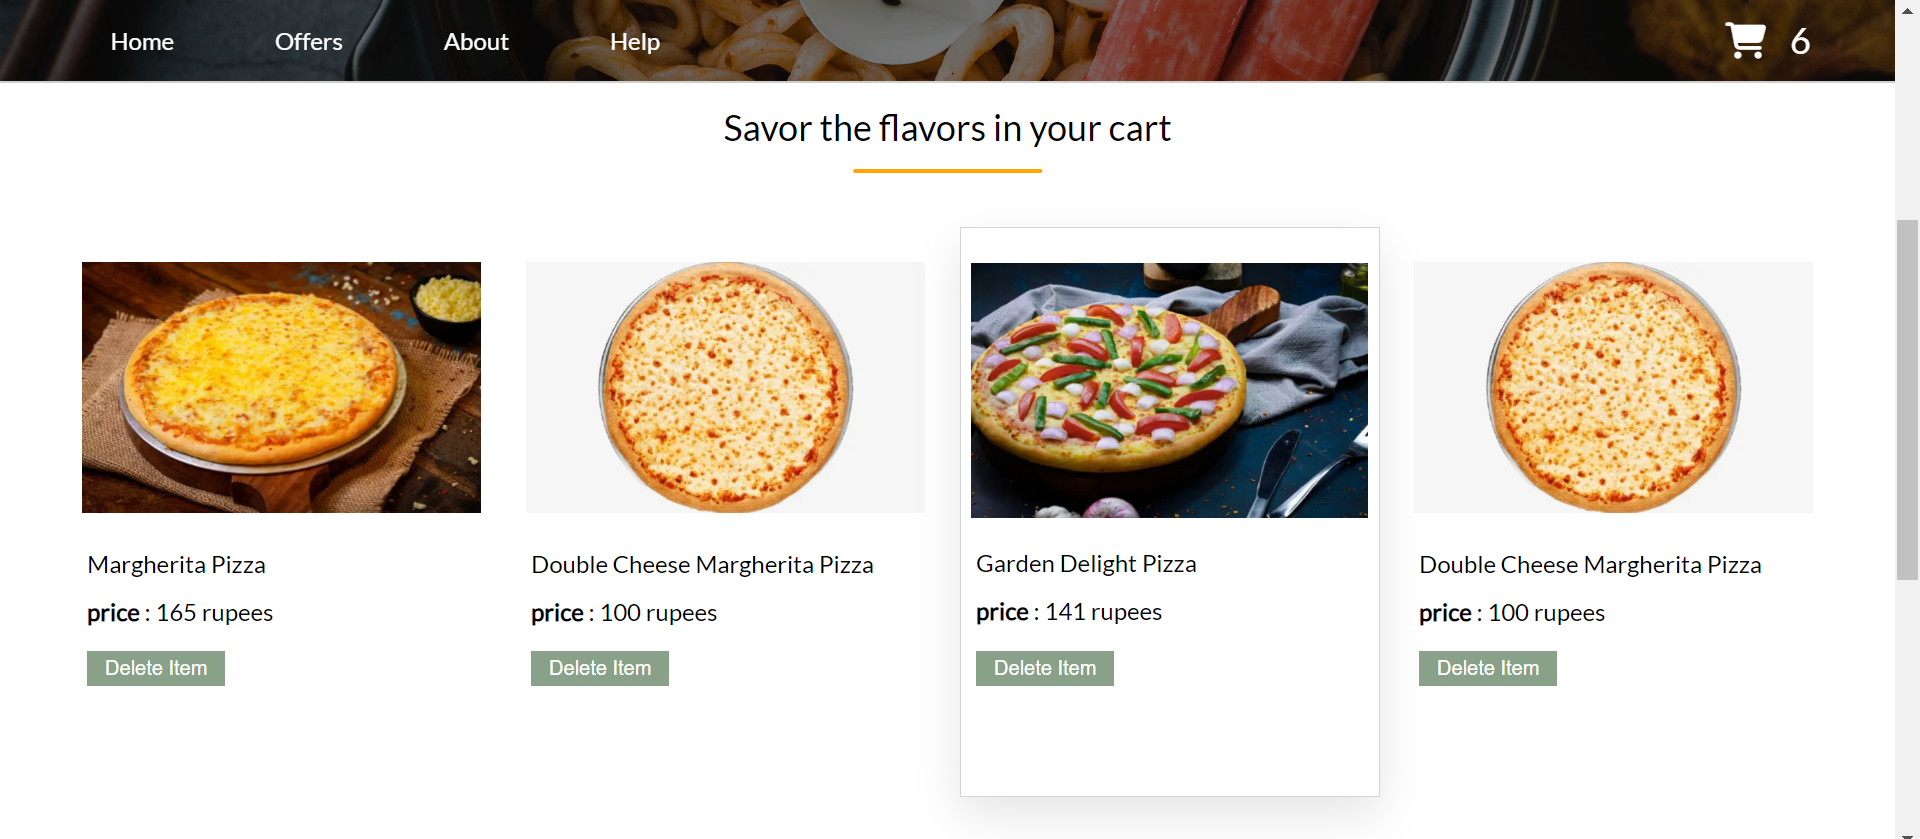 Home Offers About Help 6
Savor the flavors in your cart
Margherita Pizza
price : 165 rupees
Delete Item
Double Cheese Margherita Pizza
price : 100 rupees
Delete Item
Garden Delight Pizza
price : 141 rupees
Delete Item
Double Cheese Margherita Pizza
price : 100 rupees
Delete Item